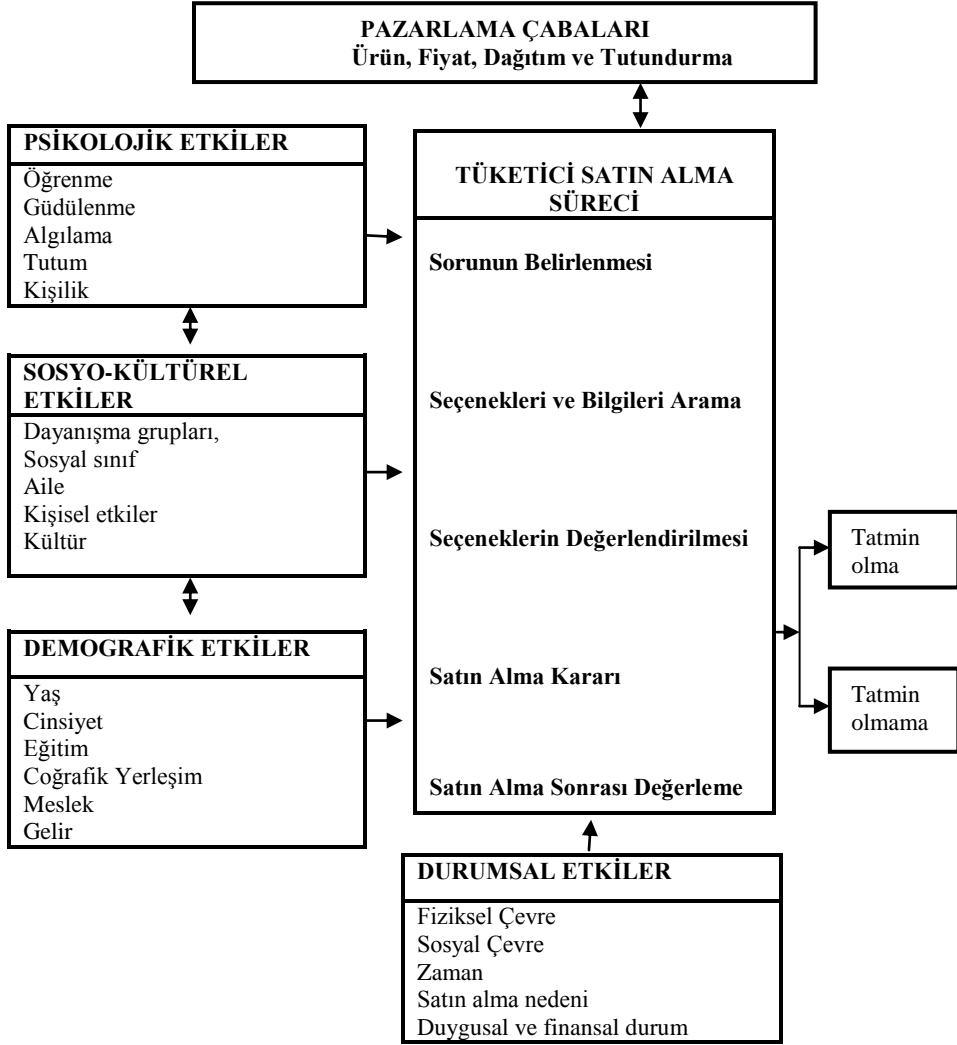 PAZARLAMA ÇABALARI
Ürün, Fiyat, Dağıtım ve Tutundurma
PSİKOLOJİK ETKİLER
Öğrenme
Güdülenme
Algılama
Tutum
Kişilik
SOSYO-KÜLTÜREL
ETKİLER
Dayanışma grupları,
Sosyal sınıf
Aile
Kişisel etkiler
Kültür
DEMOGRAFİK ETKİLER
Yaş
Cinsiyet
Eğitim
Coğrafik Yerleşim
Meslek
Gelir
TÜKETİCİ SATIN ALMA
SÜRECİ
Sorunun Belirlenmesi
Seçenekleri ve Bilgileri Arama
Seçeneklerin Değerlendirilmesi
Satın Alma Kararı
Satın Alma Sonrası Değerleme
Tatmin
olma
Tatmin
olmama
DURUMSAL ETKİLER
Fiziksel Çevre
Sosyal Çevre
Zaman
Satın alma nedeni
Duygusal ve finansal durum